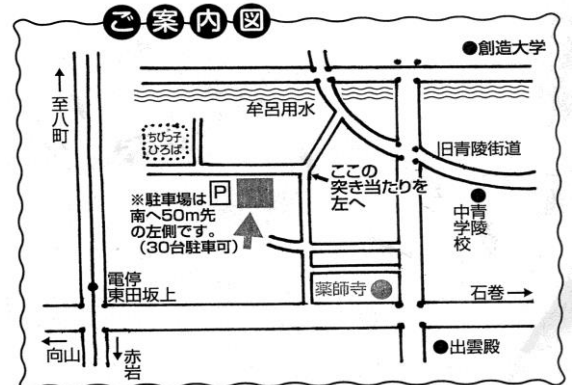 ご案内図
●創造大学
↑
至八町
牟呂用水
ちびっ子
ひろば
旧青陵街道
ここの
突き当たりを
左へ
※駐車場は
南へ50m先
の左側です。
(30台駐車可)
P
青陵
中学校
電停
東田坂上
薬師寺
石巻→
←
向山
↓赤岩
●出雲殿